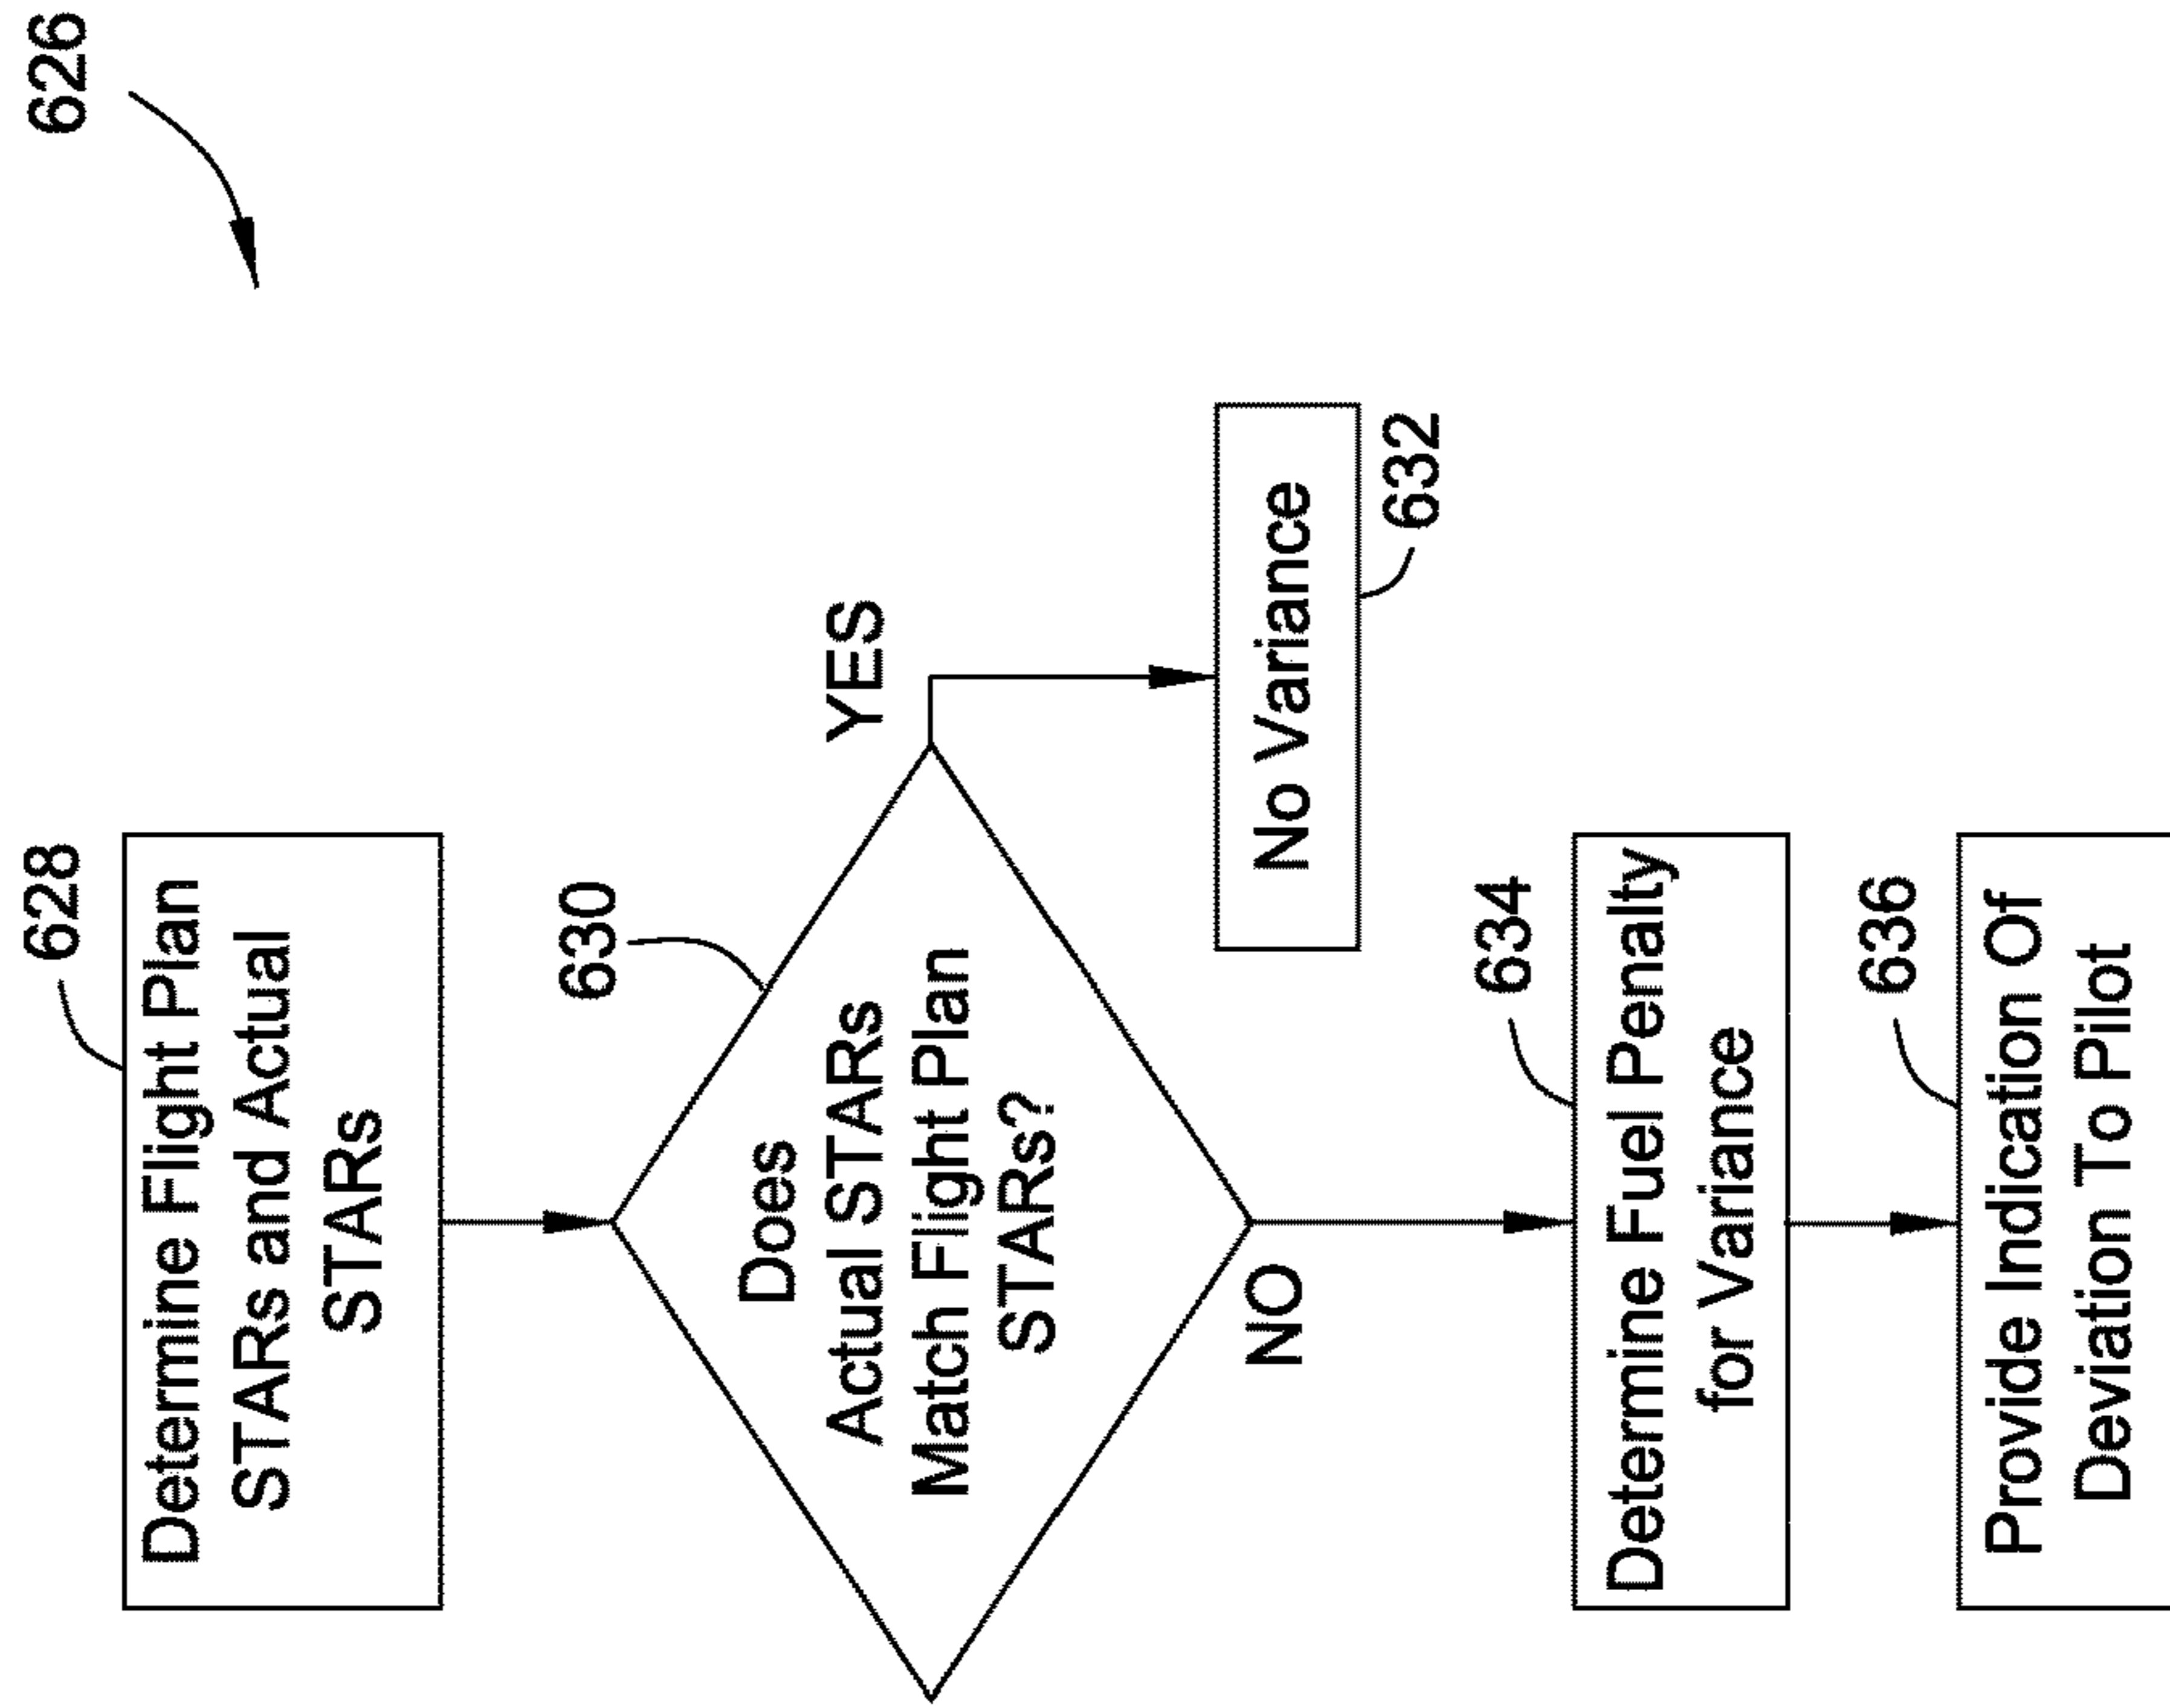 626
628
Determine Flight Plan
STARs and Actual
STARs
630
Does
Actual STARs
Match Flight Plan
STARs?
YES
No Variance
632
NO
634
Determine Fuel Penalty
for Variance
636
Provide Indication Of
Deviation To Pilot